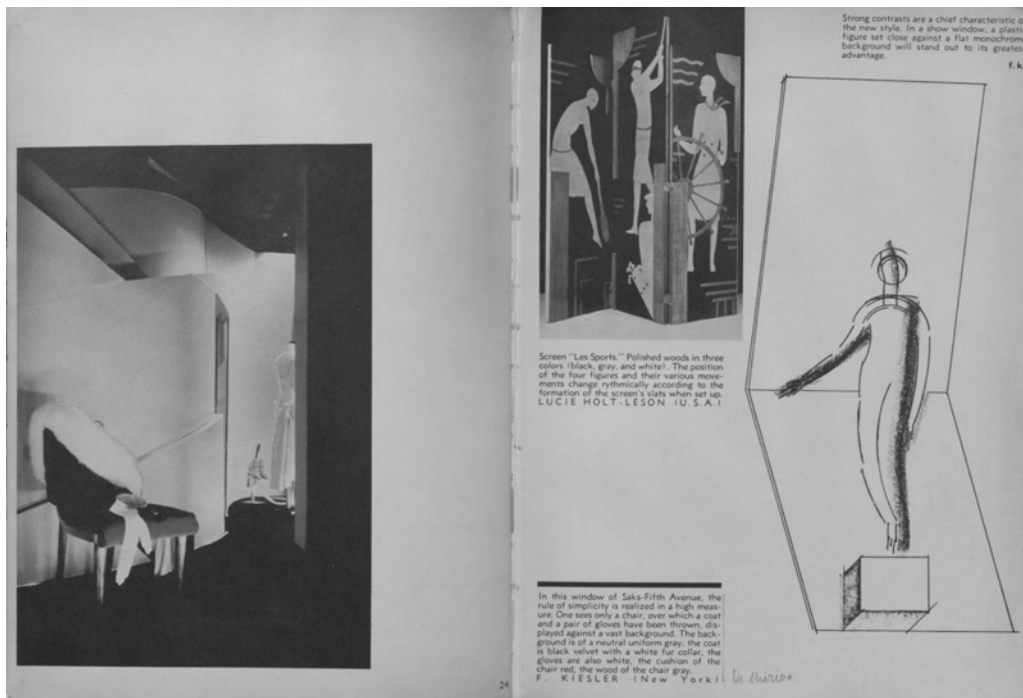 Strong contrasts are a chief characteristic
the new style. In a show window, a plasti
figure set close against a flat monochrom
background will stand out to its greates
advantage.
f. k
Screen "Les Sports." Polished woods in three
colors (black, gray, and white). The position
of the four figures and their various move-
ments change rythmically according to the
formation of the screen's slats when set up.
LUCIE HOLT-LESON (U.S.A.)
In this window of Saks-Fifth Avenue, the
rule of simplicity is realized in a high meas-
ure. One sees only a chair, over which a coat
and a pair of gloves have been thrown, dis-
played against a vast background. The back-
ground is of a neutral uniform gray, the coat
is black velvet with a white fur collar, the
gloves are also white, the cushion of the
chair red, the wood of the chair gray.
F. KIESLER (New York)
24